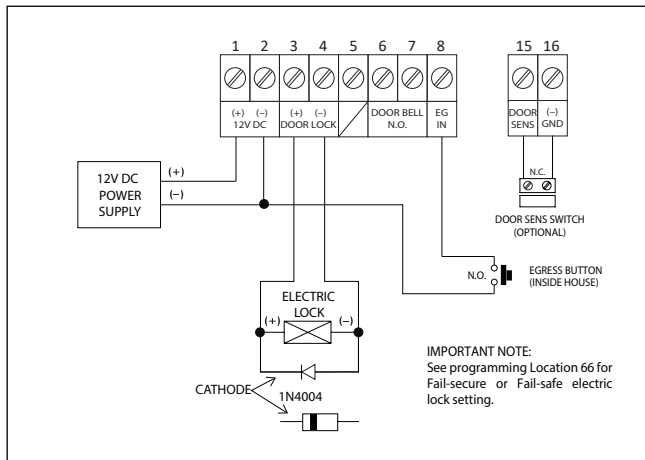 1 2 3 4 5 6 7 8 15 16
(+) (–) (+) (–) DOOR BELL EG DOOR (–)
12V DC DOOR LOCK N.O. IN SENS GND
12V DC
POWER
SUPPLY
(+)
(–)
N.C.
DOOR SENS SWITCH
(OPTIONAL)
N.O.
EGRESS BUTTON
(INSIDE HOUSE)
ELECTRIC
LOCK
(+) (–)
CATHODE
1N4004
IMPORTANT NOTE:
See programming Location 66 for
Fail-secure or Fail-safe electric
lock setting.